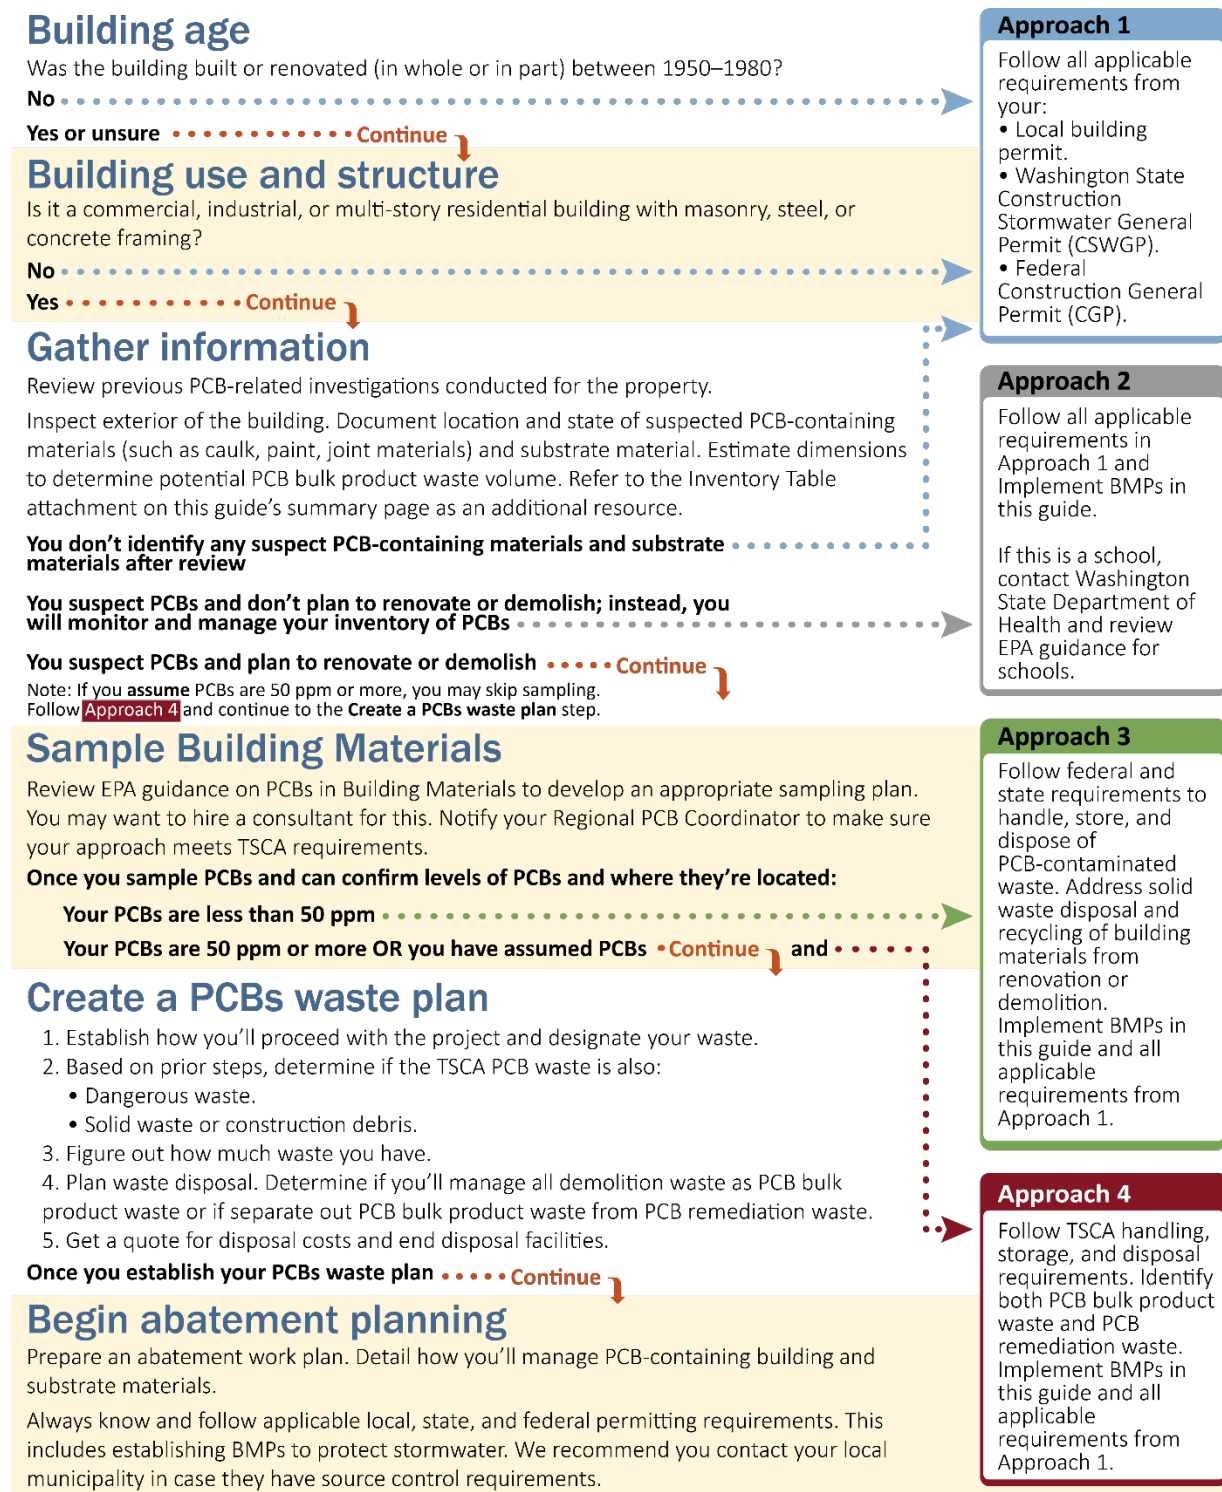 Building age
Was the building built or renovated (in whole or in part) between 1950–1980?
No
Yes or unsure
Continue
Building use and structure
Is it a commercial, industrial, or multi-story residential building with masonry, steel, or
concrete framing?
No
Yes
Continue
Gather information
Review previous PCB-related investigations conducted for the property.
Inspect exterior of the building. Document location and state of suspected PCB-containing
materials (such as caulk, paint, joint materials) and substrate material. Estimate dimensions
to determine potential PCB bulk product waste volume. Refer to the Inventory Table
attachment on this guide's summary page as an additional resource.
You don't identify any suspect PCB-containing materials and substrate
materials after review
You suspect PCBs and don't plan to renovate or demolish; instead, you
will monitor and manage your inventory of PCBs
You suspect PCBs and plan to renovate or demolish
Continue
Note: If you assume PCBs are 50 ppm or more, you may skip sampling.
Follow Approach 4 and continue to the Create a PCBs waste plan step.
Sample Building Materials
Review EPA guidance on PCBs in Building Materials to develop an appropriate sampling plan.
You may want to hire a consultant for this. Notify your Regional PCB Coordinator to make sure
your approach meets TSCA requirements.
Once you sample PCBs and can confirm levels of PCBs and where they're located:
Your PCBs are less than 50 ppm
Your PCBs are 50 ppm or more OR you have assumed PCBs
Continue
and
Create a PCBs waste plan
1. Establish how you'll proceed with the project and designate your waste.
2. Based on prior steps, determine if the TSCA PCB waste is also:
• Dangerous waste.
• Solid waste or construction debris.
3. Figure out how much waste you have.
4. Plan waste disposal. Determine if you'll manage all demolition waste as PCB bulk
product waste or if separate out PCB bulk product waste from PCB remediation waste.
5. Get a quote for disposal costs and end disposal facilities.
Once you establish your PCBs waste plan
Continue
Begin abatement planning
Prepare an abatement work plan. Detail how you'll manage PCB-containing building and
substrate materials.
Always know and follow applicable local, state, and federal permitting requirements. This
includes establishing BMPs to protect stormwater. We recommend you contact your local
municipality in case they have source control requirements.
Approach 1
Follow all applicable
requirements from
your:
• Local building
permit.
• Washington State
Construction
Stormwater General
Permit (CSWGP).
• Federal
Construction General
Permit (CGP).
Approach 2
Follow all applicable
requirements in
Approach 1 and
Implement BMPs in
this guide.
If this is a school,
contact Washington
State Department of
Health and review
EPA guidance for
schools.
Approach 3
Follow federal and
state requirements to
handle, store, and
dispose of
PCB-contaminated
waste. Address solid
waste disposal and
recycling of building
materials from
renovation or
demolition.
Implement BMPs in
this guide and all
applicable
requirements from
Approach 1.
Approach 4
Follow TSCA handling,
storage, and disposal
requirements. Identify
both PCB bulk product
waste and PCB
remediation waste.
Implement BMPs in
this guide and all
applicable
requirements from
Approach 1.